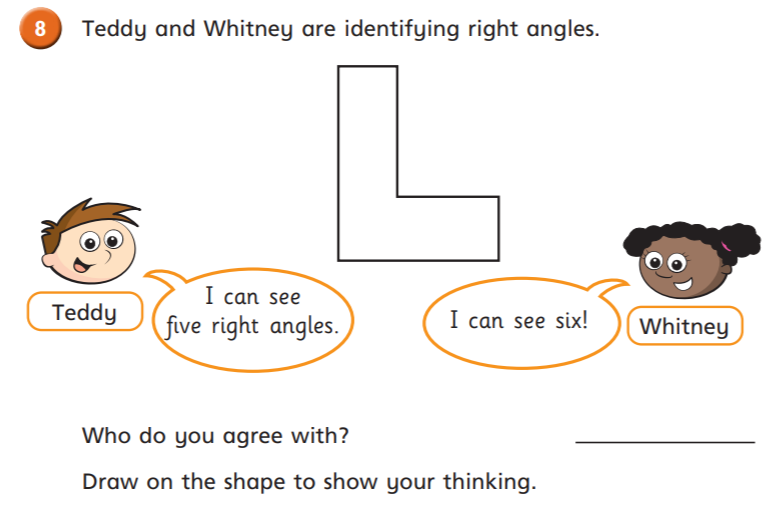 8 Teddy and Whitney are identifying right angles.
I can see
five right angles.
Teddy
I can see six!
Whitney
Who do you agree with?
Draw on the shape to show your thinking.